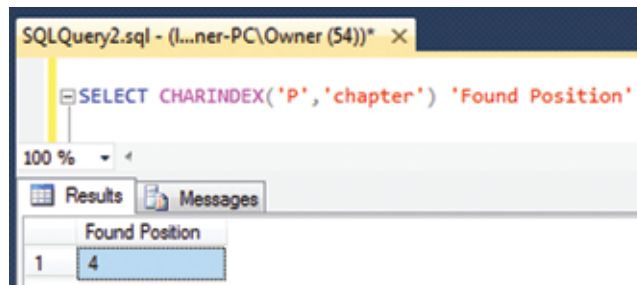 SQLQuery2.sql - (l...ner-PC\Owner (54))* ×
SELECT CHARINDEX('P','chapter') 'Found Position'
100 %
Results Messages
Found Position
1 4